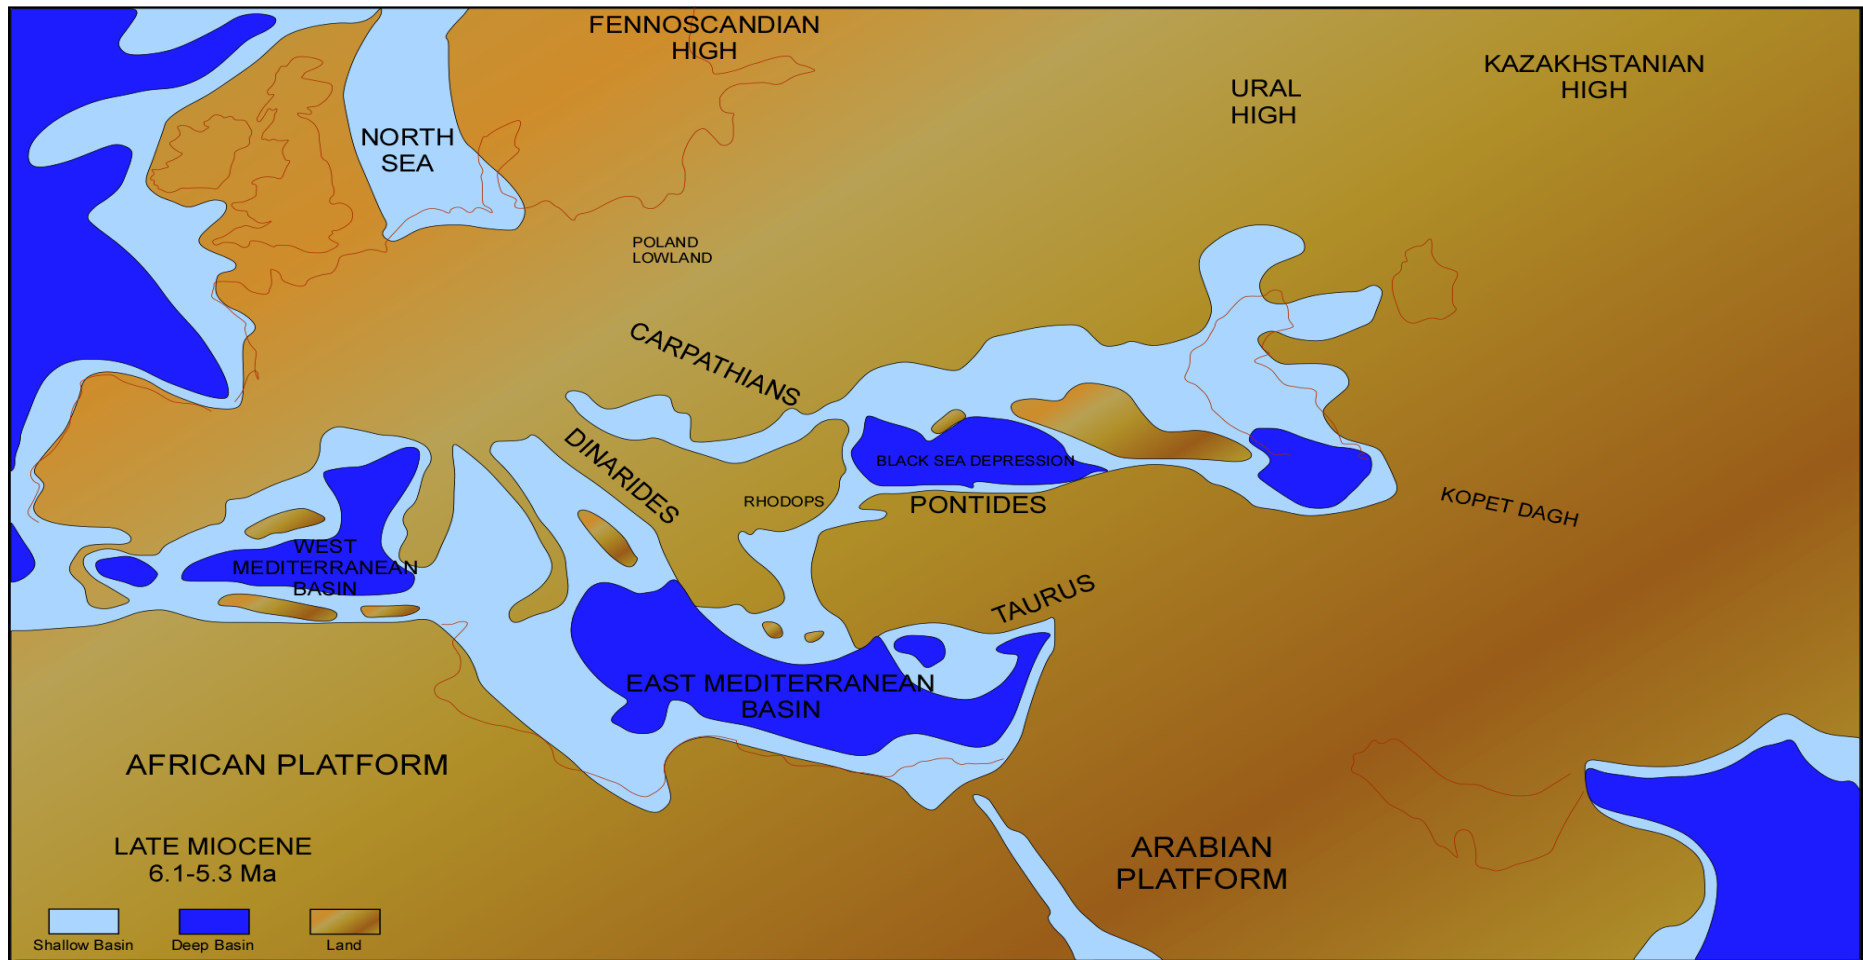 FENNOSCANDIAN
HIGH
KAZAKHSTANIAN
HIGH
URAL
HIGH
NORTH
SEA
POLAND
LOWLAND
CARPATHIANS
DINARIDES
BLACK SEA DEPRESSION
RHODOPS
PONTIDES
KOPET DAGH
WEST
MEDITERRANEAN
BASIN
TAURUS
EAST MEDITERRANEAN
BASIN
AFRICAN PLATFORM
ARABIAN
PLATFORM
LATE MIOCENE
6.1-5.3 Ma
Shallow Basin
Deep Basin
Land